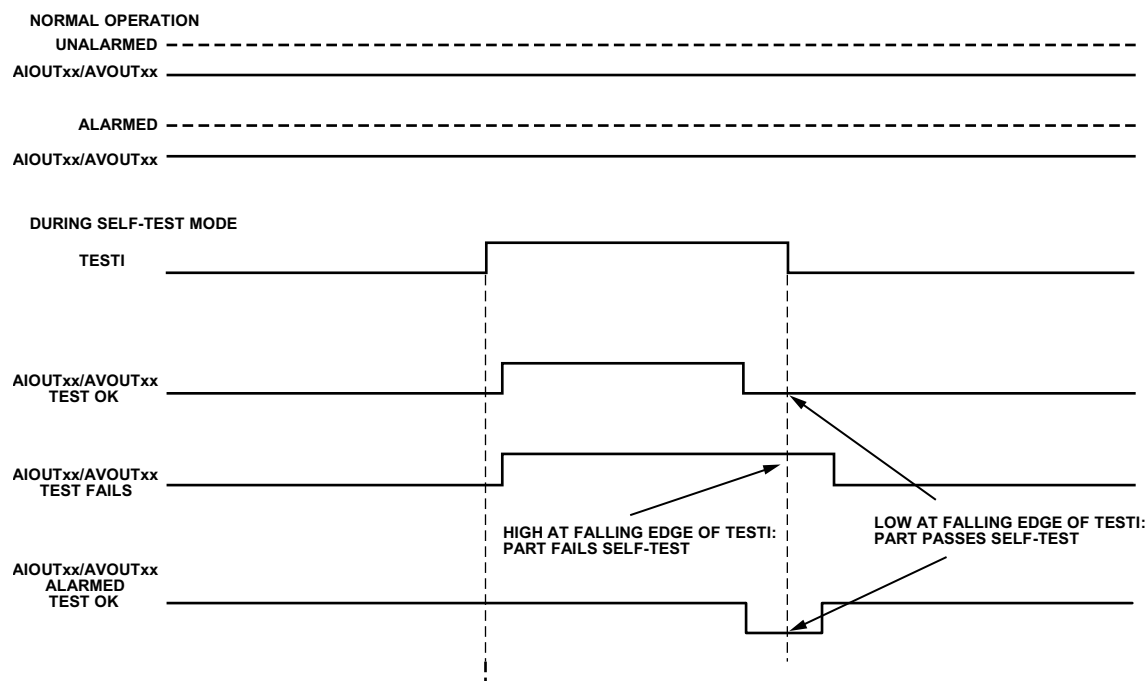 NORMAL OPERATION
UNALARMED
AIOUTxx/AVOUTxx
ALARMED
AIOUTxx/AVOUTxx
DURING SELF-TEST MODE
TESTI
AIOUTxx/AVOUTxx
TEST OK
AIOUTxx/AVOUTxx
TEST FAILS
HIGH AT FALLING EDGE OF TESTI:
PART FAILS SELF-TEST
LOW AT FALLING EDGE OF TESTI:
PART PASSES SELF-TEST
AIOUTxx/AVOUTxx
ALARMED
TEST OK